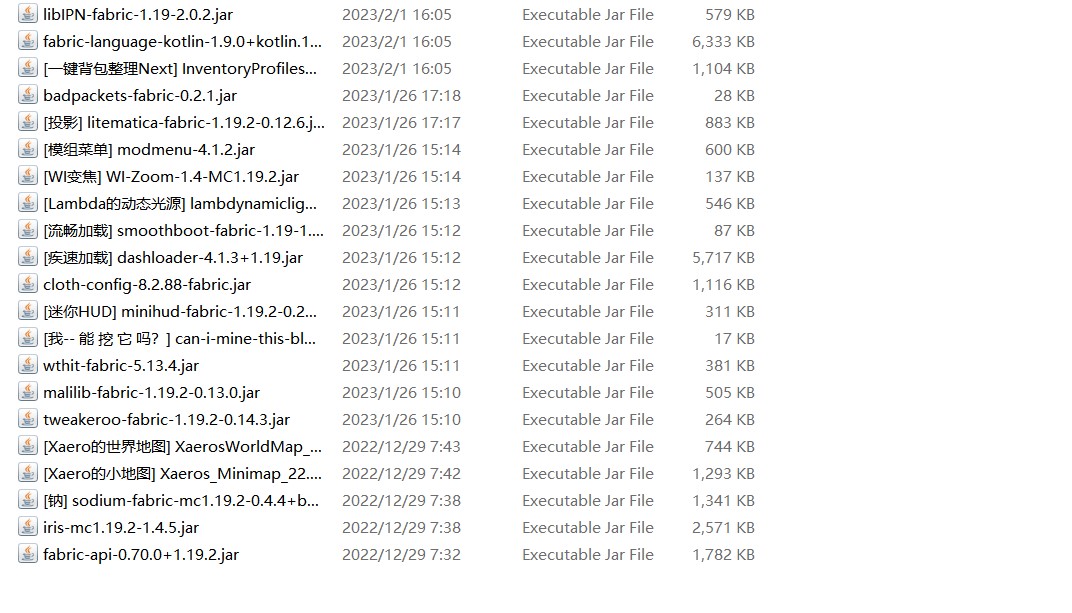 libIPN-fabric-1.19-2.0.2.jar 2023/2/1 16:05 Executable Jar File 579 KB
fabric-language-kotlin-1.9.0+kotlin.1... 2023/2/1 16:05 Executable Jar File 6,333 KB
[一键背包整理Next] InventoryProfiles... 2023/2/1 16:05 Executable Jar File 1,104 KB
badpackets-fabric-0.2.1.jar 2023/1/26 17:18 Executable Jar File 28 KB
[投影] litematica-fabric-1.19.2-0.12.6.j... 2023/1/26 17:17 Executable Jar File 883 KB
[模组菜单] modmenu-4.1.2.jar 2023/1/26 15:14 Executable Jar File 600 KB
[WI变焦] WI-Zoom-1.4-MC1.19.2.jar 2023/1/26 15:14 Executable Jar File 137 KB
[Lambda的动态光源] lambdynamiclig... 2023/1/26 15:13 Executable Jar File 546 KB
[流畅加载] smoothboot-fabric-1.19-1.... 2023/1/26 15:12 Executable Jar File 87 KB
[疾速加载] dashloader-4.1.3+1.19.jar 2023/1/26 15:12 Executable Jar File 5,717 KB
cloth-config-8.2.88-fabric.jar 2023/1/26 15:12 Executable Jar File 1,116 KB
[迷你HUD] minihud-fabric-1.19.2-0.2... 2023/1/26 15:11 Executable Jar File 311 KB
[我-- 能 挖 它 吗？] can-i-mine-this-bl... 2023/1/26 15:11 Executable Jar File 17 KB
wthit-fabric-5.13.4.jar 2023/1/26 15:11 Executable Jar File 381 KB
malilib-fabric-1.19.2-0.13.0.jar 2023/1/26 15:10 Executable Jar File 505 KB
tweakeroo-fabric-1.19.2-0.14.3.jar 2023/1/26 15:10 Executable Jar File 264 KB
[Xaero的世界地图] XaerosWorldMap_... 2022/12/29 7:43 Executable Jar File 744 KB
[Xaero的小地图] Xaeros_Minimap_22.... 2022/12/29 7:42 Executable Jar File 1,293 KB
[钠] sodium-fabric-mc1.19.2-0.4.4+b... 2022/12/29 7:38 Executable Jar File 1,341 KB
iris-mc1.19.2-1.4.5.jar 2022/12/29 7:38 Executable Jar File 2,571 KB
fabric-api-0.70.0+1.19.2.jar 2022/12/29 7:32 Executable Jar File 1,782 KB